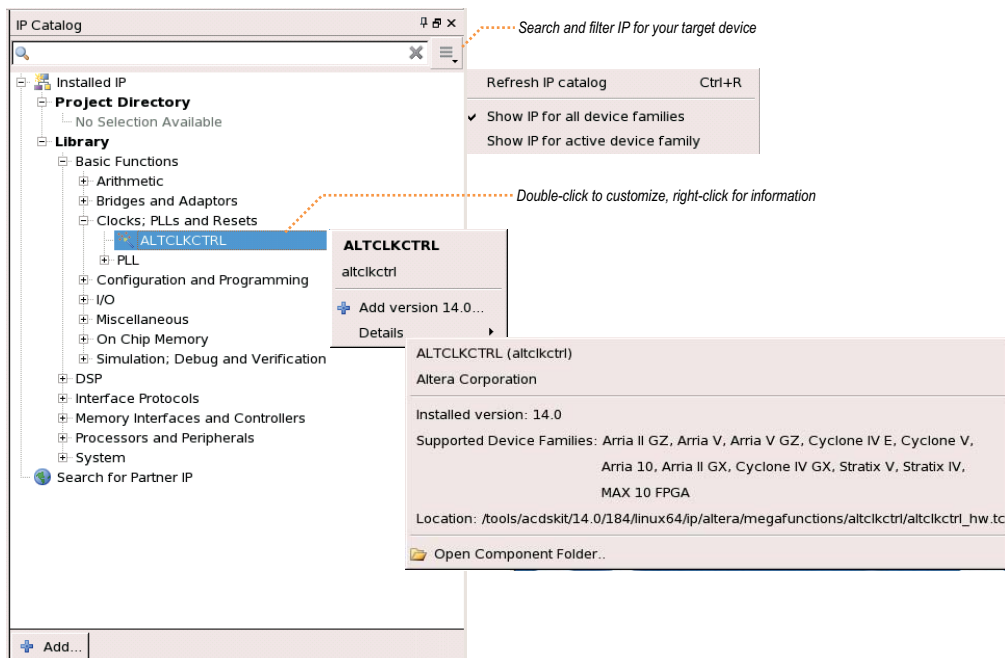 IP Catalog
Search and filter IP for your target device
Installed IP
Project Directory
No Selection Available
Library
Basic Functions
Arithmetic
Bridges and Adaptors
Clocks; PLLs and Resets
ALTCLKCTRL
PLL
Configuration and Programming
I/O
Miscellaneous
On Chip Memory
Simulation; Debug and Verification
DSP
Interface Protocols
Memory Interfaces and Controllers
Processors and Peripherals
System
Search for Partner IP
Add...
Refresh IP catalog Ctrl+R
Show IP for all device families
Show IP for active device family
Double-click to customize, right-click for information
ALTCLKCTRL
altclkctrl
Add version 14.0...
Details
ALTCLKCTRL (altclkctrl)
Altera Corporation
Installed version: 14.0
Supported Device Families: Arria II GZ, Arria V, Arria V GZ, Cyclone IV E, Cyclone V,
Arria 10, Arria II GX, Cyclone IV GX, Stratix V, Stratix IV,
MAX 10 FPGA
Location: /tools/acdskit/14.0/184/linux64/ip/altera/megafunctions/altclkctrl/altclkctrl_hw.tc
Open Component Folder..